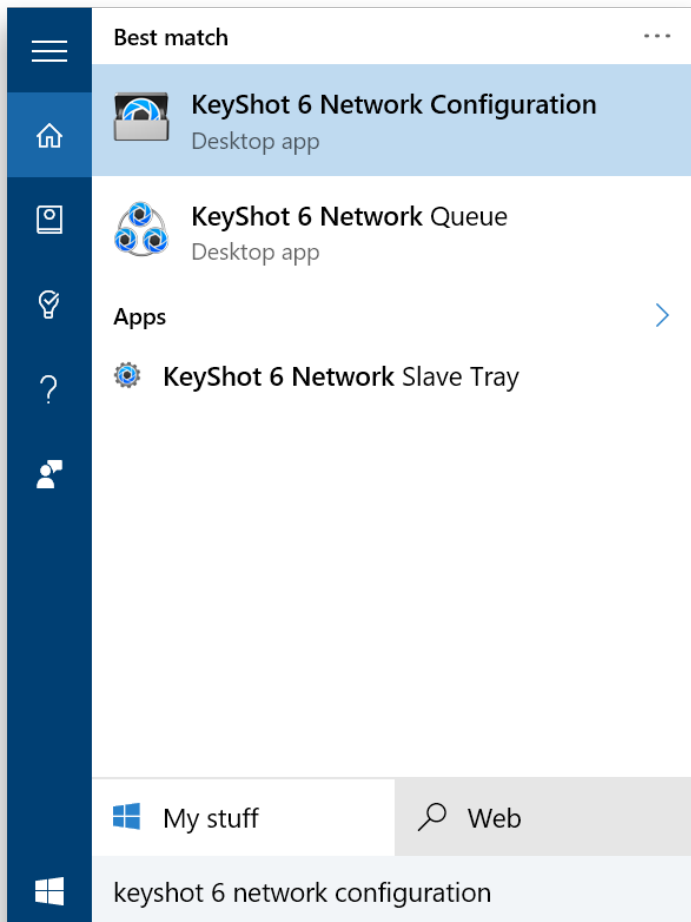 Best match
KeyShot 6 Network Configuration
Desktop app
KeyShot 6 Network Queue
Desktop app
Apps
KeyShot 6 Network Slave Tray
My stuff
Web
keyshot 6 network configuration